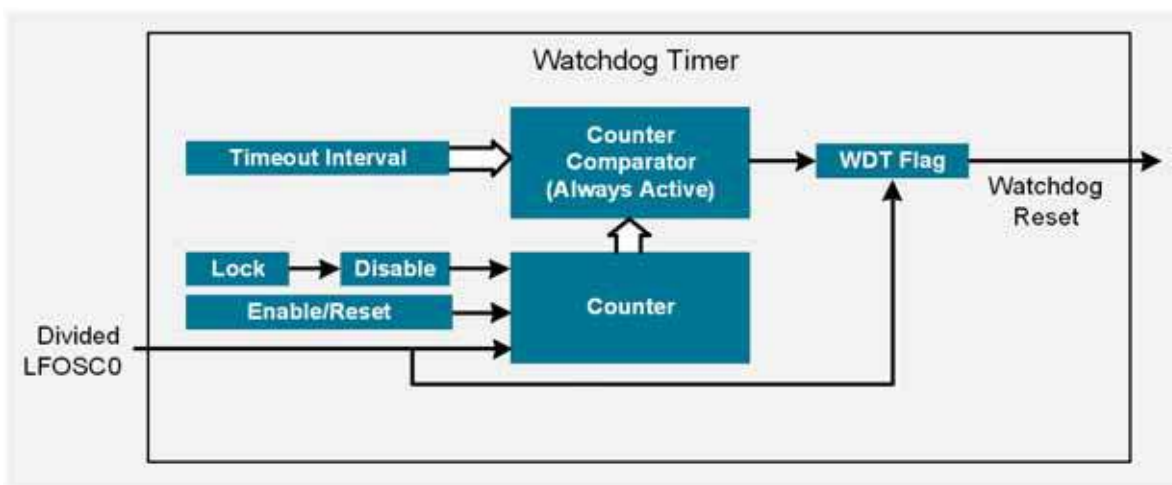 Watchdog Timer
Timeout Interval
Counter
Comparator
(Always Active)
WDT Flag
Watchdog
Reset
Lock
Disable
Enable/Reset
Counter
Divided
LFOSC0